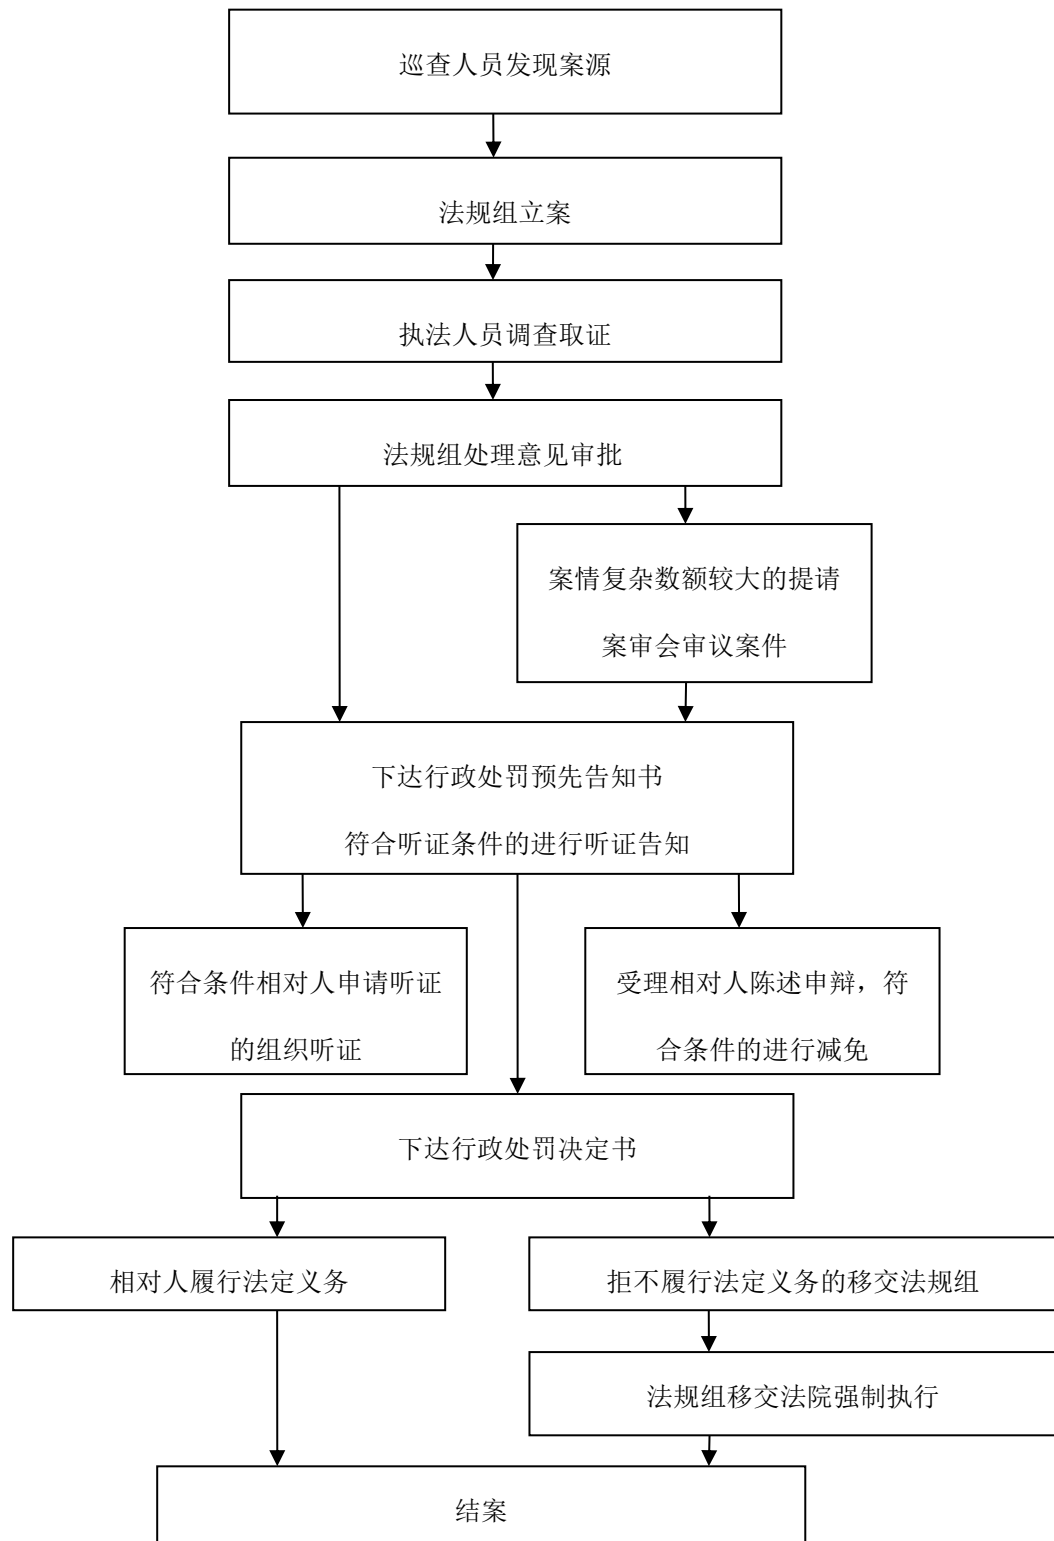 巡查人员发现案源
法规组立案
执法人员调查取证
法规组处理意见审批
案情复杂数额较大的提请
案审会审议案件
下达行政处罚预先告知书
符合听证条件的进行听证告知
符合条件相对人申请听证
的组织听证
受理相对人陈述申辩，符
合条件的进行减免
下达行政处罚决定书
相对人履行法定义务
拒不履行法定义务的移交法规组
法规组移交法院强制执行
结案